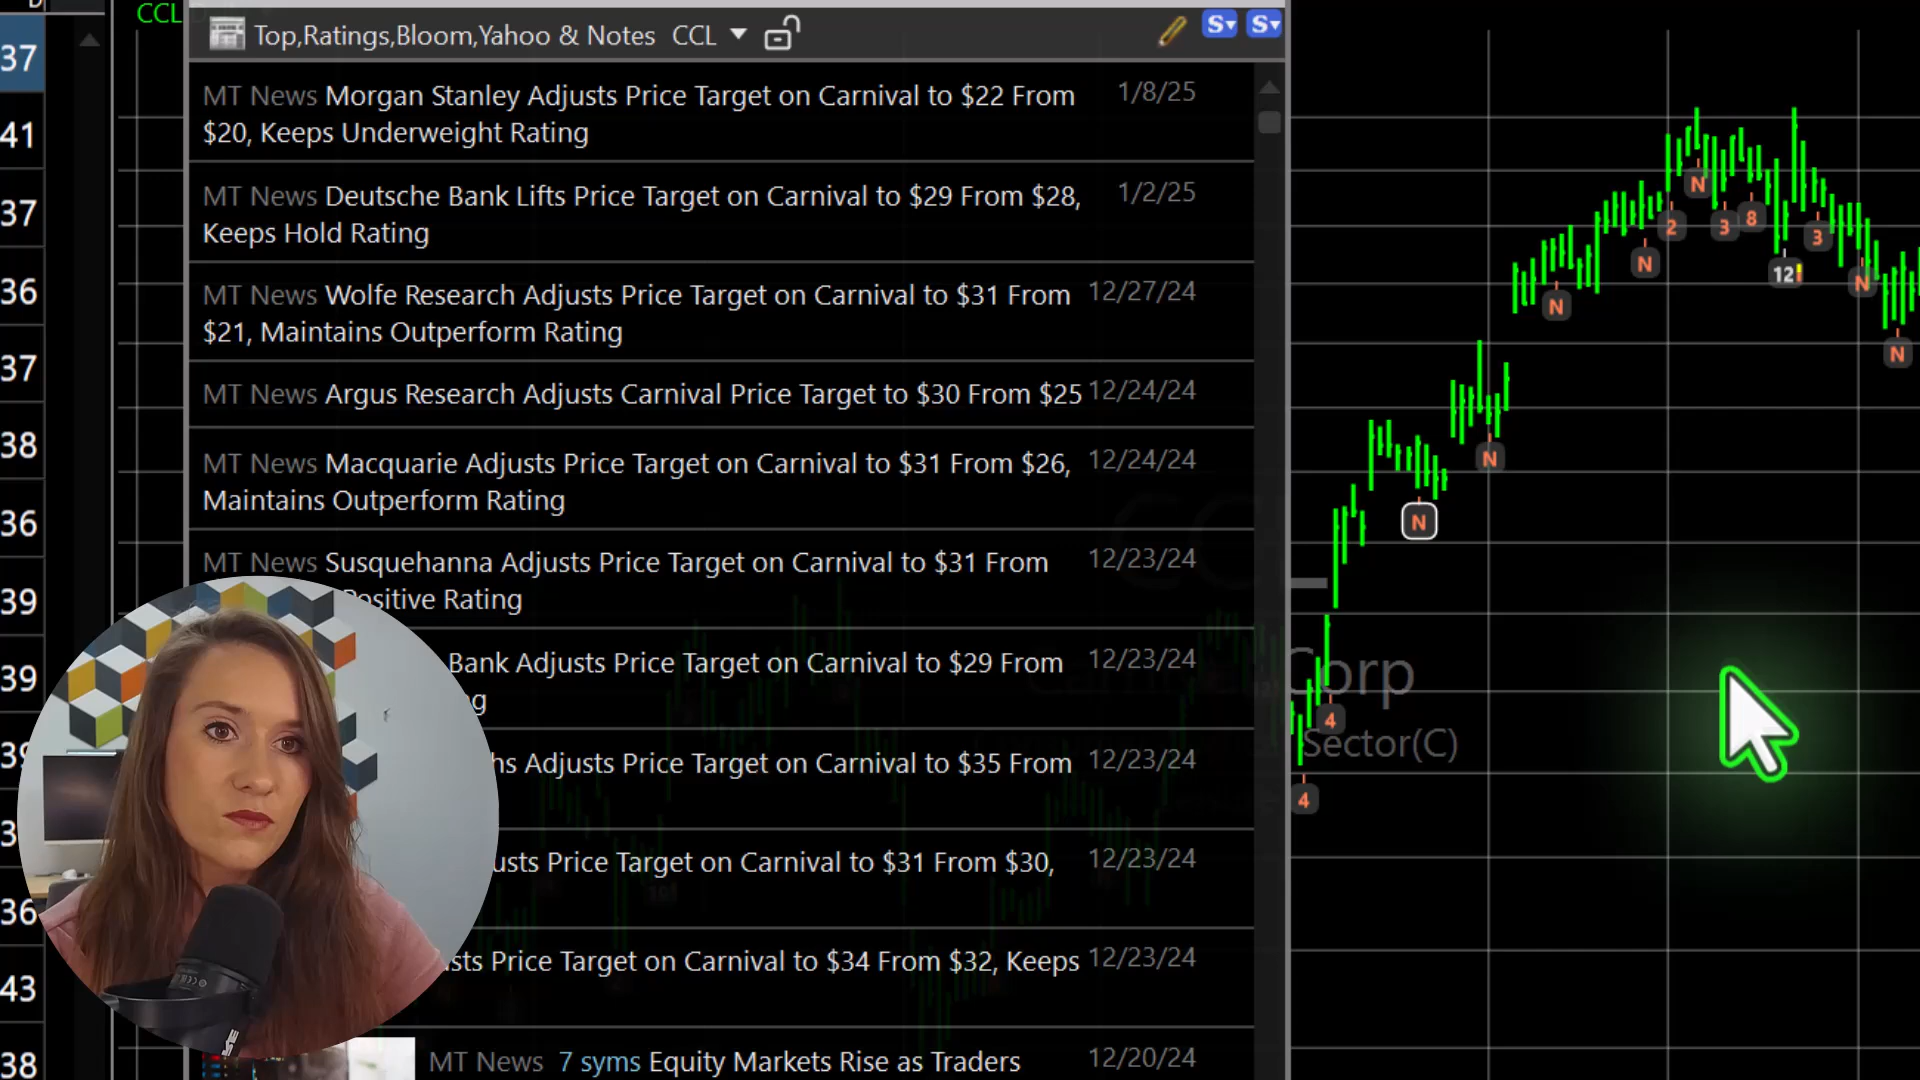 CCL
Top,Ratings,Bloom,Yahoo & Notes CCL
S S
MT News Morgan Stanley Adjusts Price Target on Carnival to $22 From 1/8/25
$20, Keeps Underweight Rating
MT News Deutsche Bank Lifts Price Target on Carnival to $29 From $28, 1/2/25
Keeps Hold Rating
MT News Wolfe Research Adjusts Price Target on Carnival to $31 From 12/27/24
$21, Maintains Outperform Rating
MT News Argus Research Adjusts Carnival Price Target to $30 From $25 12/24/24
MT News Macquarie Adjusts Price Target on Carnival to $31 From $26, 12/24/24
Maintains Outperform Rating
MT News Susquehanna Adjusts Price Target on Carnival to $31 From 12/23/24
Positive Rating
Bank Adjusts Price Target on Carnival to $29 From 12/23/24
Adjusts Price Target on Carnival to $35 From 12/23/24
Price Target on Carnival to $31 From $30, 12/23/24
Price Target on Carnival to $34 From $32, Keeps 12/23/24
MT News 7 syms Equity Markets Rise as Traders 12/20/24
37
41
37
36
37
38
36
39
39
36
43
38
N
2
3
8
3
N
12
N
N
N
N
N
4
4
Corp
Sector(C)